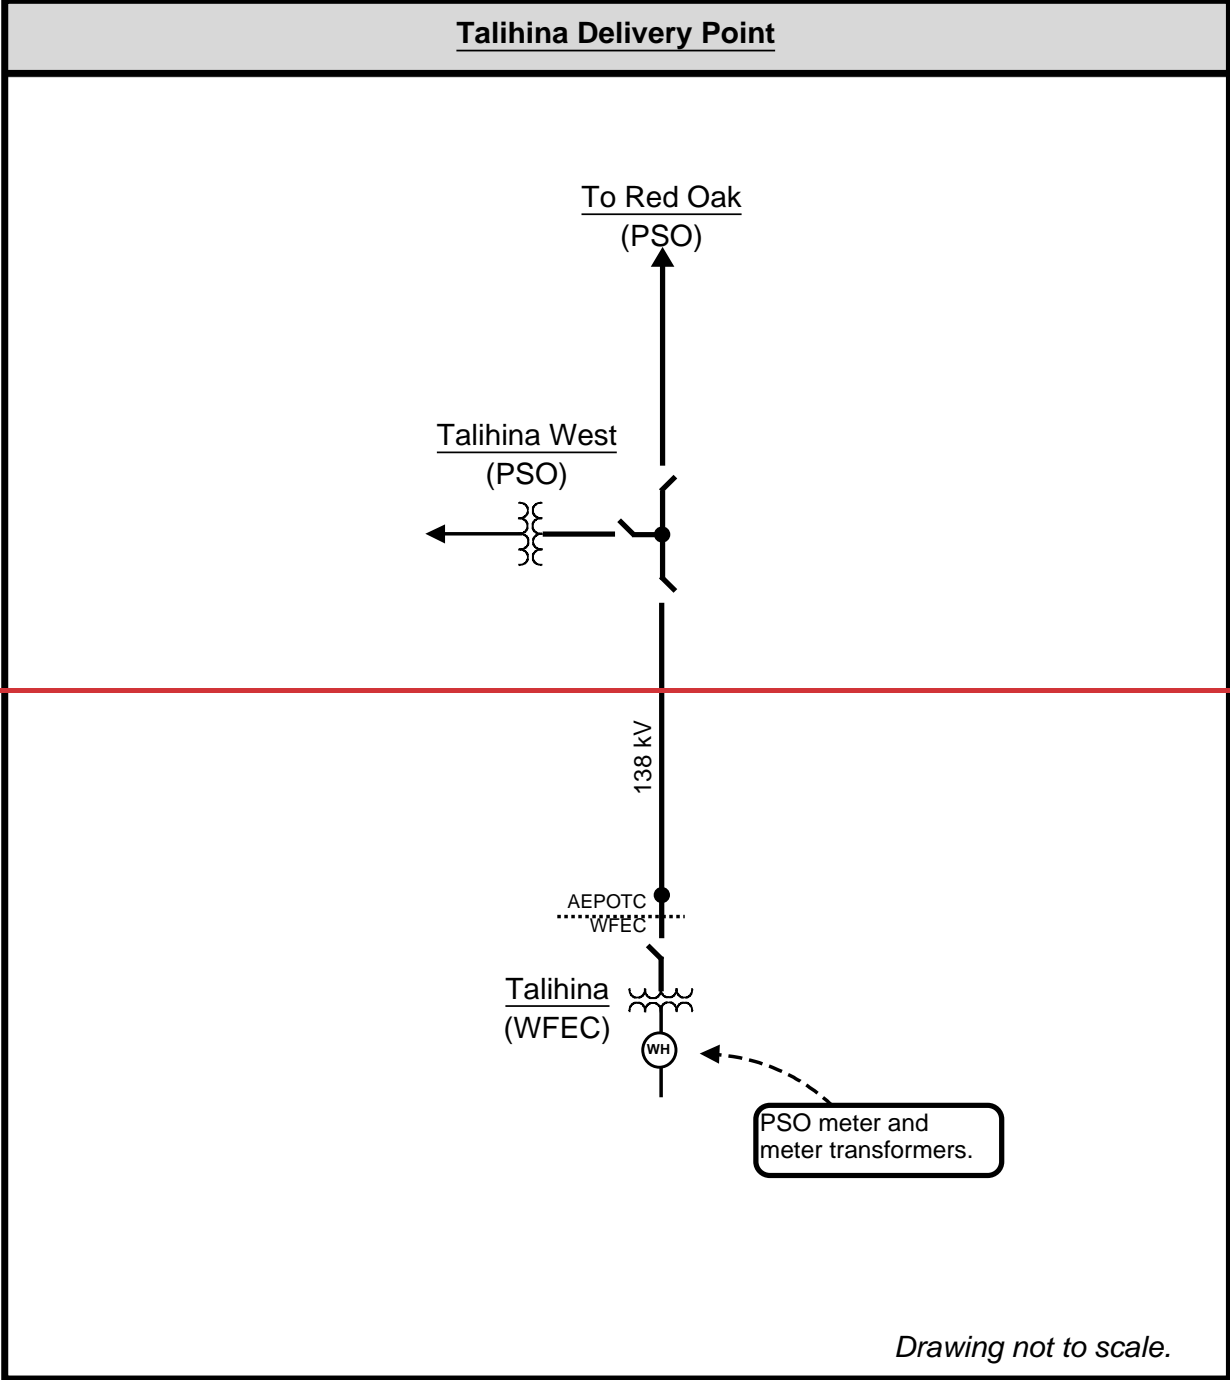 Talihina Delivery Point
To Red Oak
(PSO)
Talihina West
(PSO)
138 kV
AEPOTC
WFEC
Talihina
(WFEC)
WH
PSO meter and
meter transformers.
Drawing not to scale.